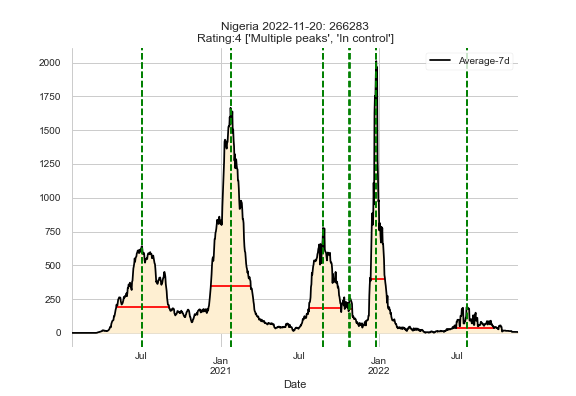 Nigeria 2022-11-20: 266283
Rating:4 ['Multiple peaks', 'In control']
Average-7d
2000
1750
1500
1250
1000
750
500
250
0
Jul
Jan
2021
Jul
Jan
2022
Jul
Date